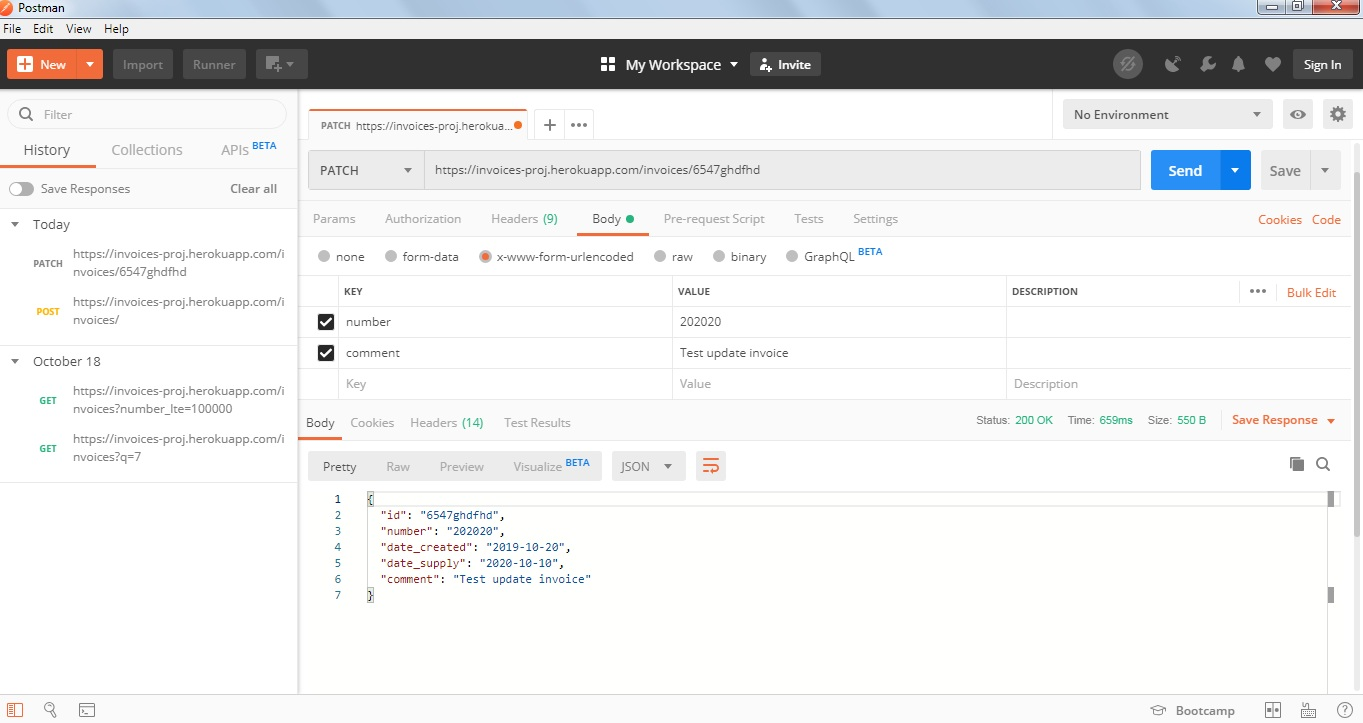 Postman
File Edit View Help
New Import Runner My Workspace Invite Sign In
Filter
History Collections APIs BETA
Save Responses Clear all
Today
PATCH https://invoices-proj.herokuapp.com/i
nvoices/6547ghdfhd
POST https://invoices-proj.herokuapp.com/i
nvoices/
October 18
GET https://invoices-proj.herokuapp.com/i
nvoices?number_lte=100000
GET https://invoices-proj.herokuapp.com/i
nvoices?q=7
PATCH https://invoices-proj.herokua... + ••• No Environment
PATCH https://invoices-proj.herokuapp.com/invoices/6547ghdfhd Send Save
Params Authorization Headers (9) Body Pre-request Script Tests Settings Cookies Code
none form-data x-www-form-urlencoded raw binary GraphQL BETA
KEY VALUE DESCRIPTION ••• Bulk Edit
number 202020
comment Test update invoice
Key Value Description
Body Cookies Headers (14) Test Results Status: 200 OK Time: 659ms Size: 550 B Save Response
Pretty Raw Preview Visualize BETA JSON
1 {
2 "id": "6547ghdfhd",
3 "number": "202020",
4 "date_created": "2019-10-20",
5 "date_supply": "2020-10-10",
6 "comment": "Test update invoice"
7 }
Bootcamp